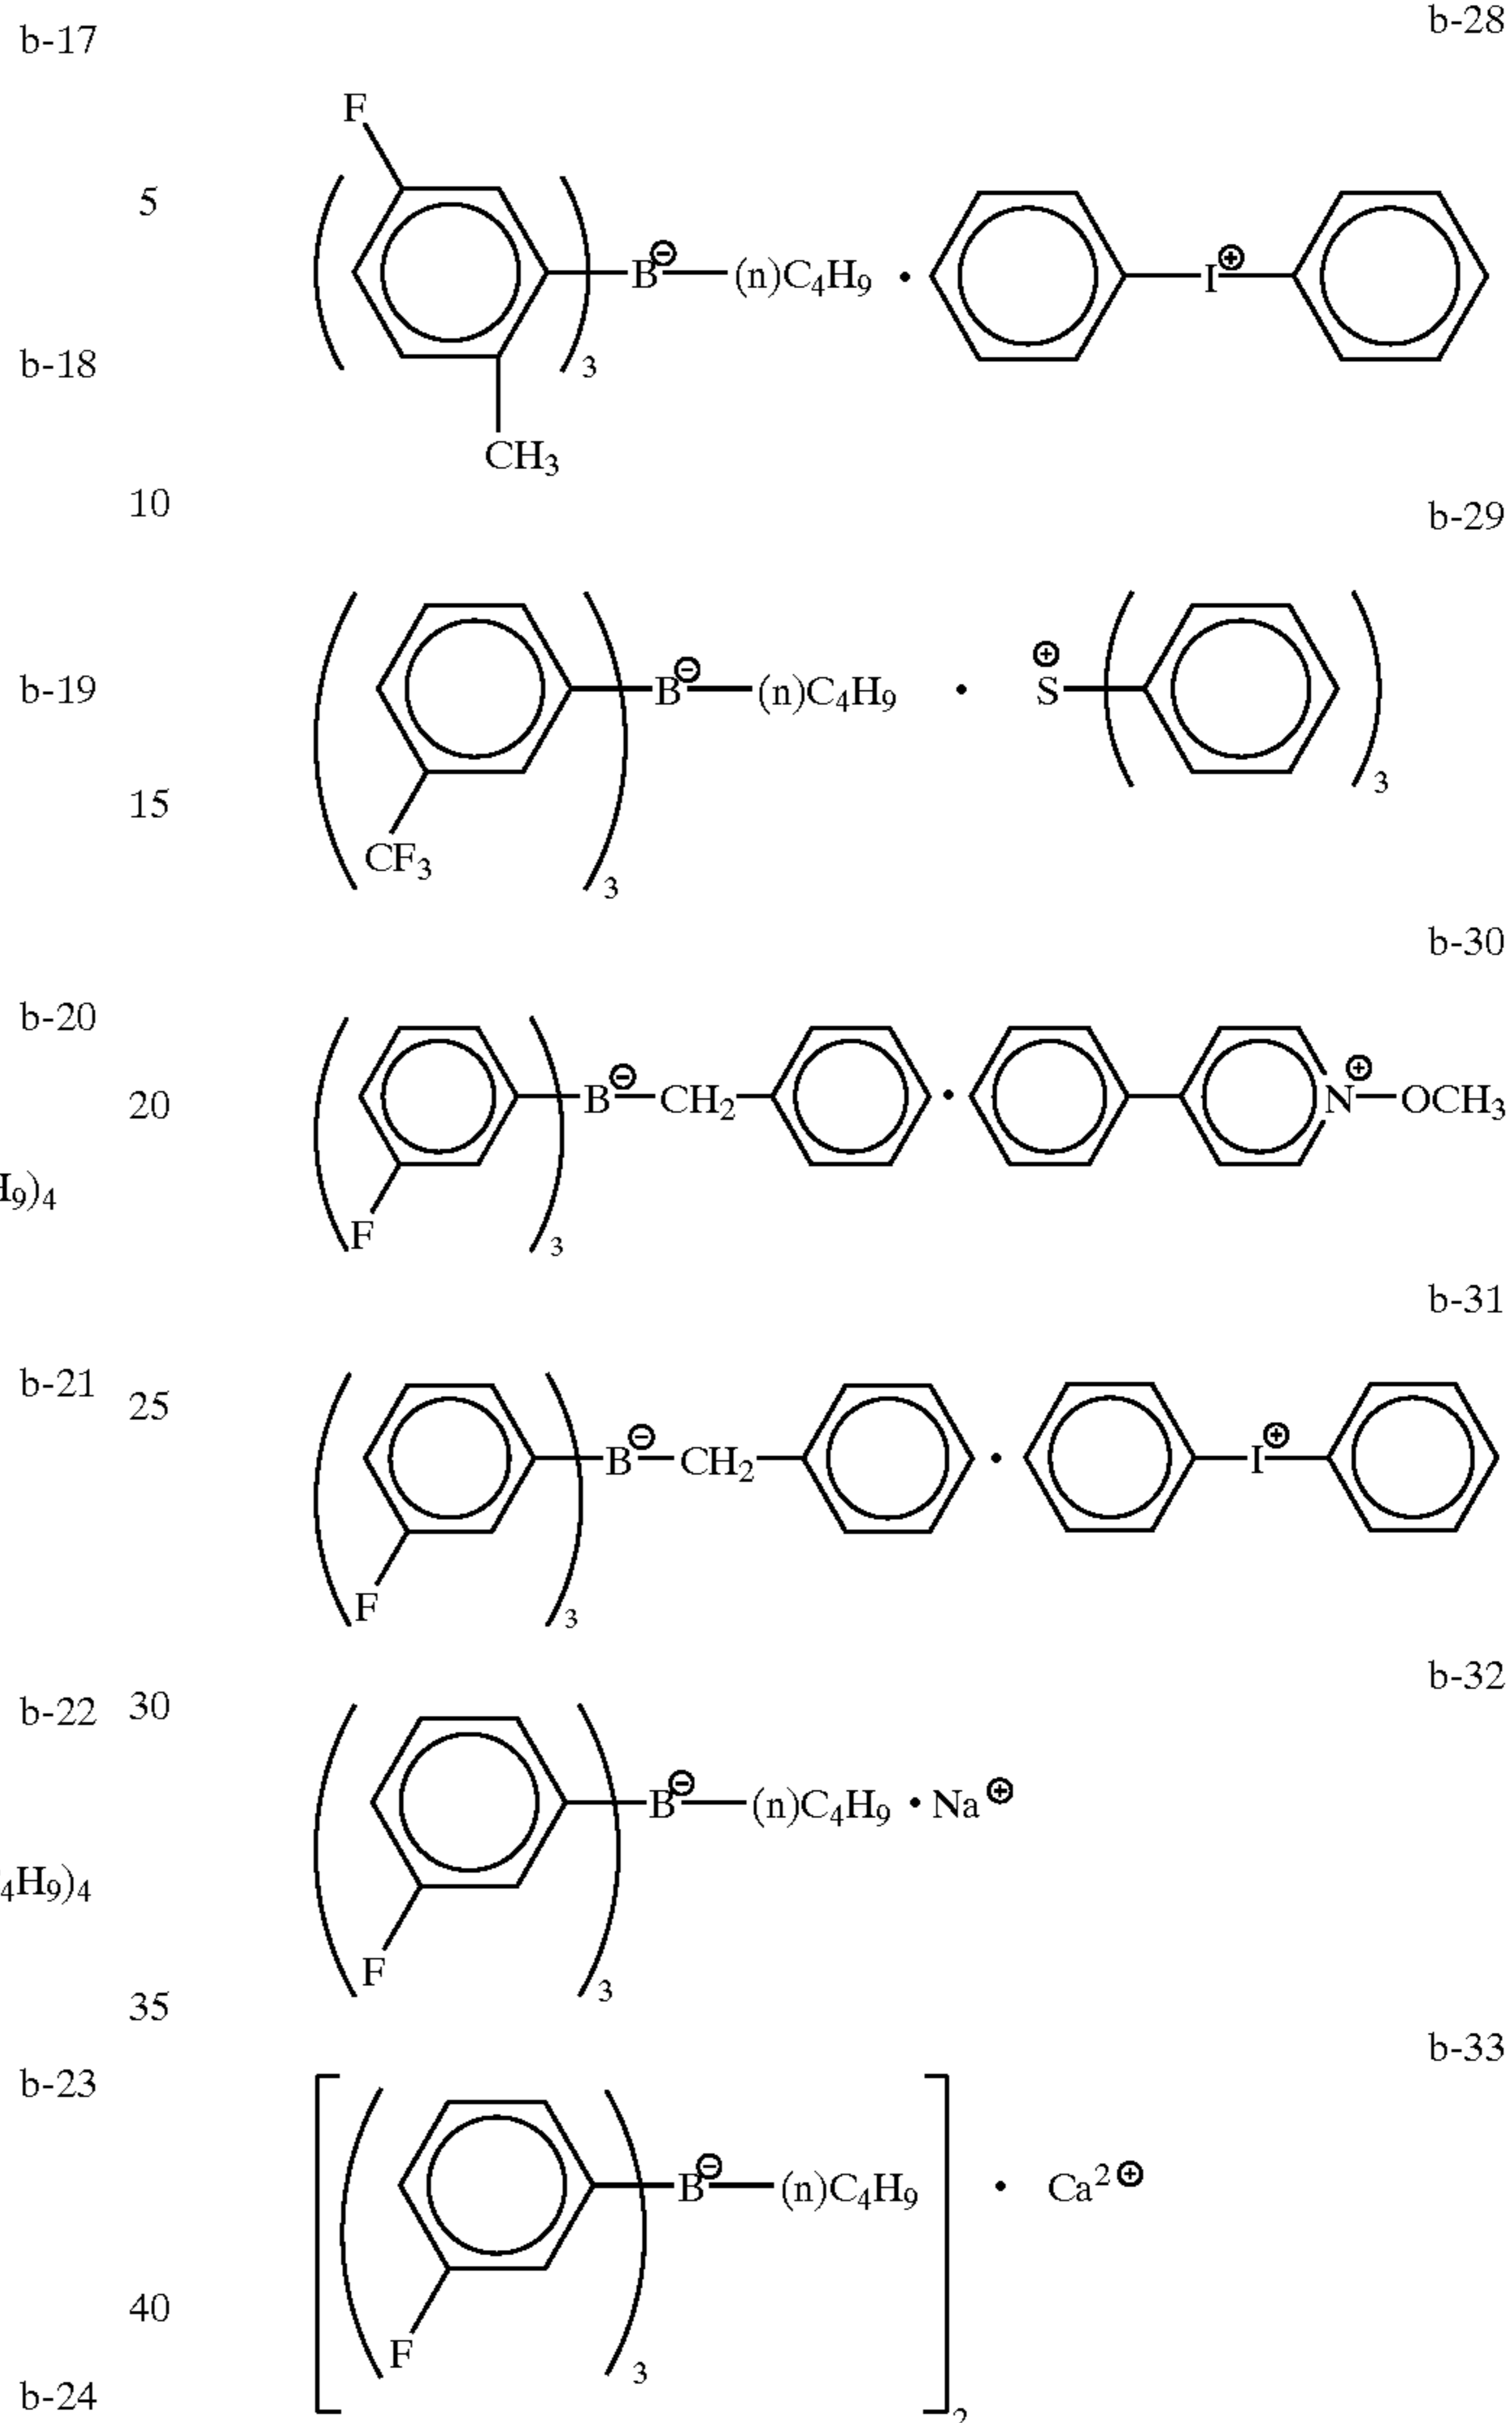 b-17
b-28
F
5
B⊖—(n)C4H9 • I⊕
b-18
3
CH3
10
b-29
⊕
b-19
B⊖—(n)C4H9 • S
15
3
CF3
3
b-30
b-20
20
B⊖—CH2 • N⊕—OCH3
H9)4
F
3
b-31
b-21
25
B⊖—CH2 • I⊕
F
3
b-32
b-22
30
B⊖—(n)C4H9 • Na⊕
4H9)4
F
3
35
b-33
b-23
B⊖—(n)C4H9 • Ca2⊕
40
F
3
b-24
2